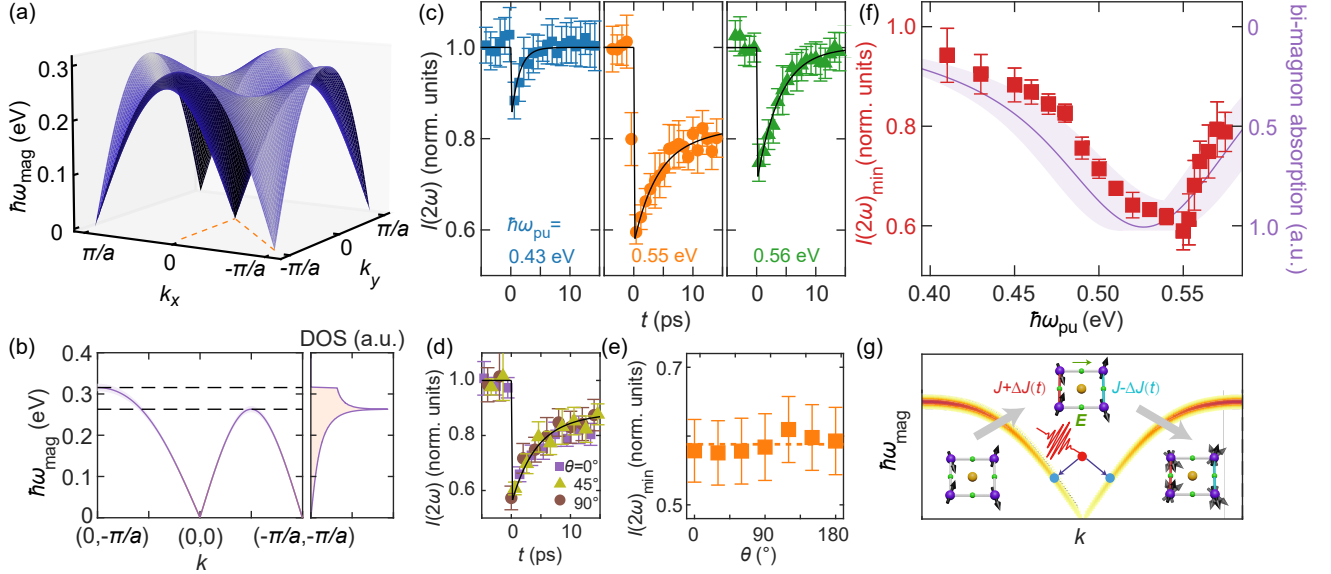 (a)
0.3
0.2
0.1
0
ħω_mag (eV)
π/a
0
-π/a
k_x
-π/a
0
π/a
k_y
(b)
DOS (a.u.)
0.4
0.3
0.2
0.1
0
ħω_mag (eV)
(0,-π/a)
(0,0)
(-π/a,-π/a)
k
(c)
1.0
0.8
0.6
I(2ω) (norm. units)
ħω_pu=
0.43 eV
0.55 eV
0.56 eV
0
10
0
10
0
10
t (ps)
(d)
1.0
0.8
0.6
I(2ω) (norm. units)
θ=0°
45°
90°
0
10
t (ps)
(e)
0.7
0.5
I(2ω)_min (norm. units)
0
90
180
θ (°)
(f)
1.0
0.8
0.6
I(2ω)_min (norm. units)
0
0.5
1.0
bi-magnon absorption (a.u.)
0.40
0.45
0.50
0.55
ħω_pu (eV)
(g)
J+ΔJ(t)
J-ΔJ(t)
E
ħω_mag
k